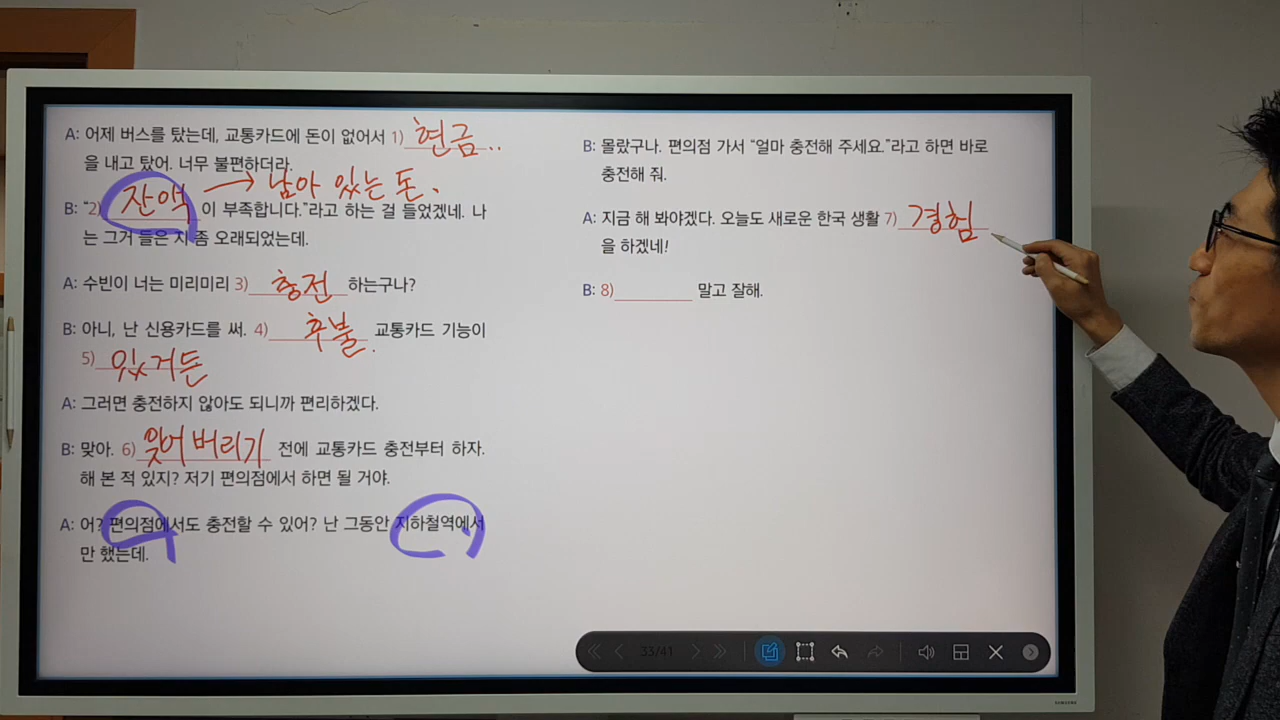 A: 어제 버스를 탔는데, 교통카드에 돈이 없어서 1) 현금
을 내고 탔어. 너무 불편하더라.
B: “2) 잔액 → 남아 있는 돈. 이 부족합니다.”라고 하는 걸 들었겠네. 나
는 그거 들은 지 좀 오래되었는데.
A: 수빈이 너는 미리미리 3) 충전 하는구나?
B: 아니, 난 신용카드를 써. 4) 후불 교통카드 기능이
5) 있거든
A: 그러면 충전하지 않아도 되니까 편리하겠다.
B: 맞아. 6) 잊어버리기 전에 교통카드 충전부터 하자.
해 본 적 있지? 저기 편의점에서 하면 될 거야.
A: 어? 편의점에서도 충전할 수 있어? 난 그동안 지하철역에서
만 했는데.
B: 몰랐구나. 편의점 가서 “얼마 충전해 주세요.”라고 하면 바로
충전해 줘.
A: 지금 해 봐야겠다. 오늘도 새로운 한국 생활 7) 경험
을 하겠네!
B: 8)________ 말고 잘해.
33/41
SAMSUNG